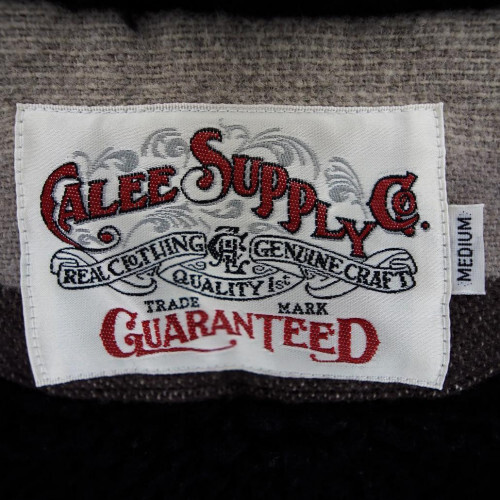 CALEE SUPPLY CO.
REAL CLOTHING GENUINE CRAFT
QUALITY 1st
TRADE MARK
GUARANTEED
MEDIUM